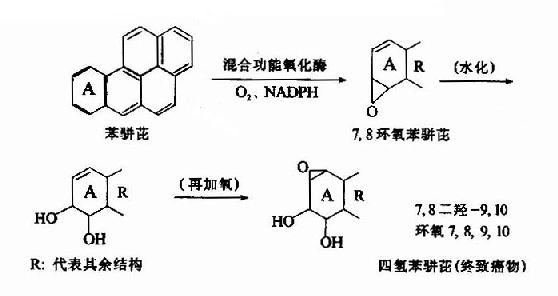 A
混合功能氧化酶
O₂、NADPH
苯骈芘
A
R
O
7,8环氧苯骈芘
(水化)
A
R
HO
OH
R: 代表其余结构
(再加氧)
O
A
R
HO
OH
7,8二羟-9,10
环氧7,8,9,10
四氢苯骈芘(终致癌物)